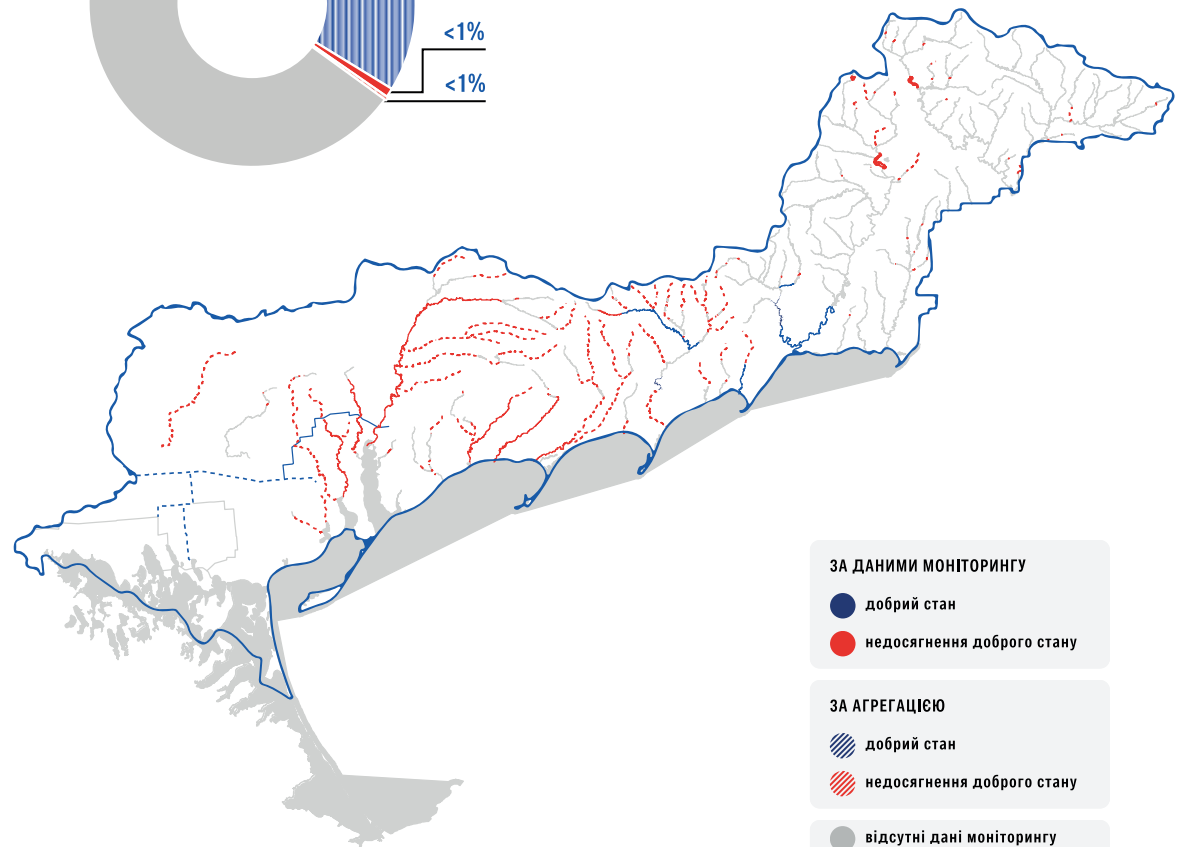 <1%
<1%
ЗА ДАНИМИ МОНІТОРИНГУ
добрий стан
недосягнення доброго стану
ЗА АГРЕГАЦІЄЮ
добрий стан
недосягнення доброго стану
відсутні дані моніторингу